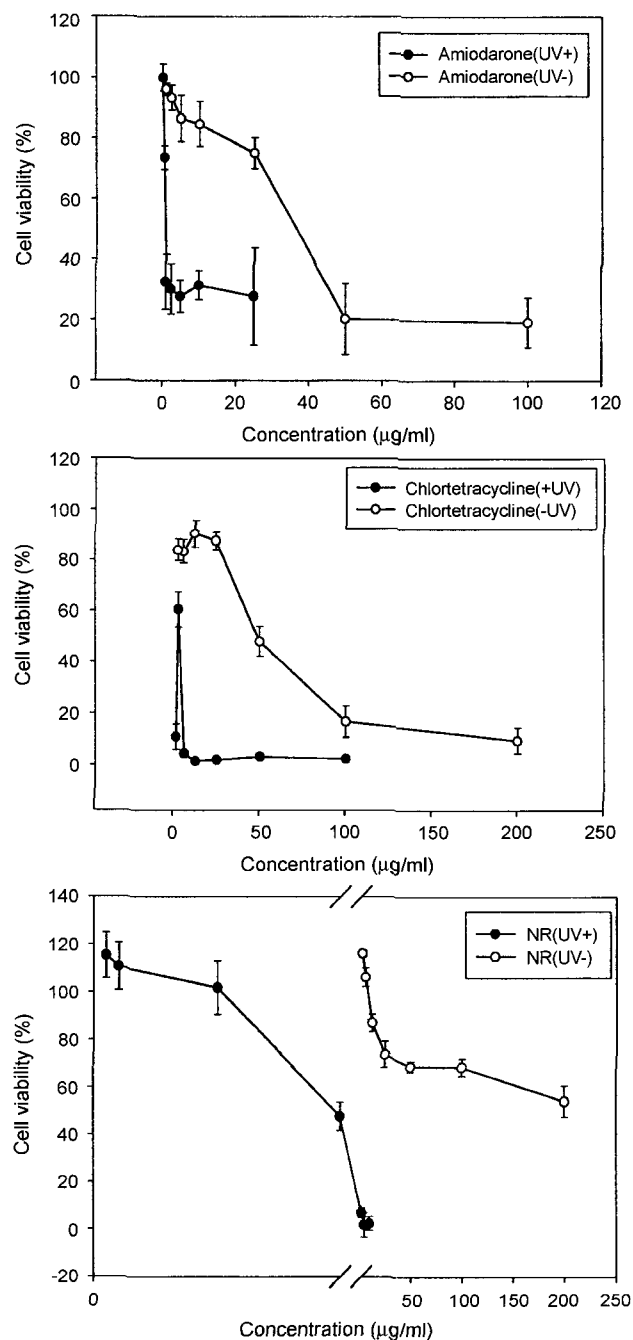 120
100
80
60
40
20
0
Cell viability (%)
Amiodarone(UV+)
Amiodarone(UV-)
0 20 40 60 80 100 120
Concentration (μg/ml)
120
100
80
60
40
20
0
Cell viability (%)
Chlortetracycline(+UV)
Chlortetracycline(-UV)
0 50 100 150 200 250
Concentration (μg/ml)
140
120
100
80
60
40
20
0
-20
Cell viability (%)
NR(UV+)
NR(UV-)
0 50 100 150 200 250
Concentration (μg/ml)